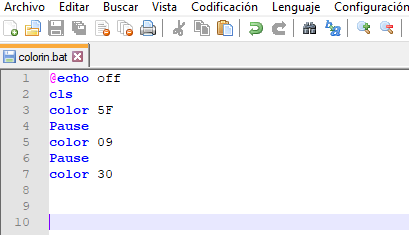 Archivo Editar Buscar Vista Codificación Lenguaje Configuración
colorin.bat
1 @echo off
2 cls
3 color 5F
4 Pause
5 color 09
6 Pause
7 color 30
8
9
10